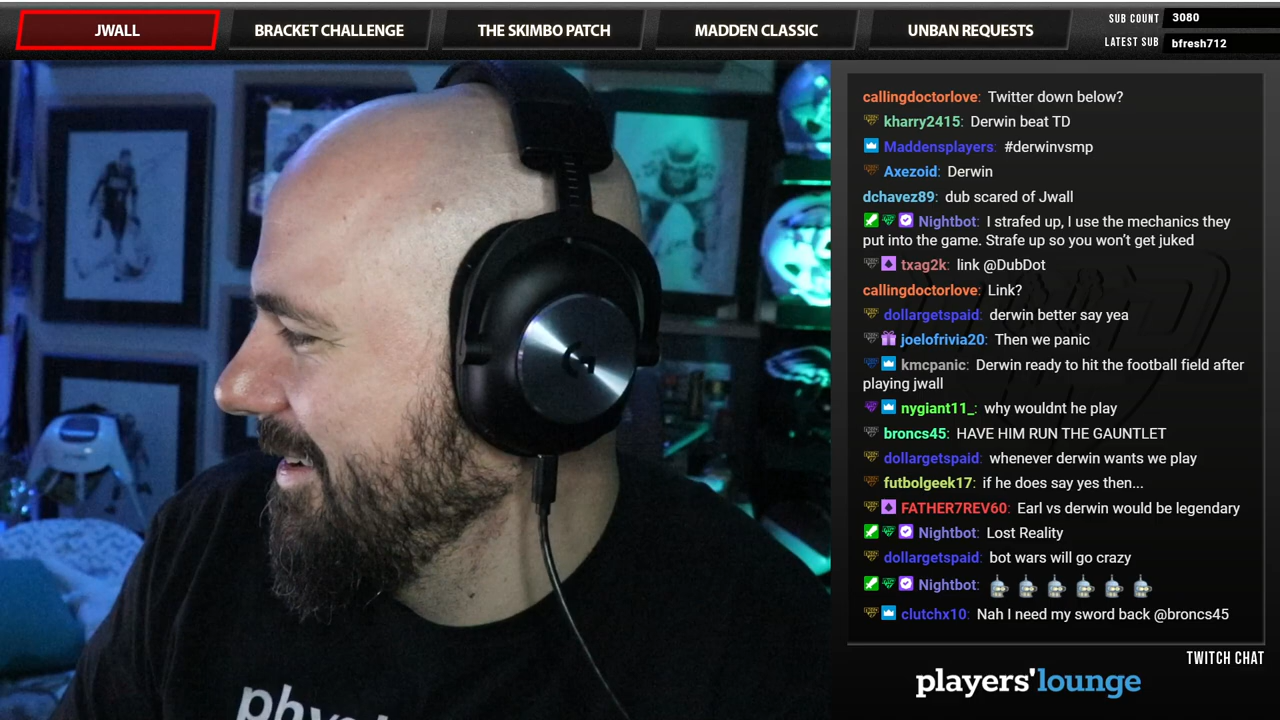 JWALL
BRACKET CHALLENGE
THE SKIMBO PATCH
MADDEN CLASSIC
UNBAN REQUESTS
SUB COUNT 3080
LATEST SUB bfresh712
callingdoctorlove: Twitter down below?
kharry2415: Derwin beat TD
Maddensplayers: #derwinvsmp
Axezoid: Derwin
dchavez89: dub scared of Jwall
Nightbot: I strafed up, I use the mechanics they
put into the game. Strafe up so you won’t get juked
txag2k: link @DubDot
callingdoctorlove: Link?
dollargetspaid: derwin better say yea
joelofrivia20: Then we panic
kmcpanic: Derwin ready to hit the football field after
playing jwall
nygiant11_: why wouldnt he play
broncs45: HAVE HIM RUN THE GAUNTLET
dollargetspaid: whenever derwin wants we play
futbolgeek17: if he does say yes then...
FATHER7REV60: Earl vs derwin would be legendary
Nightbot: Lost Reality
dollargetspaid: bot wars will go crazy
Nightbot:
clutchx10: Nah I need my sword back @broncs45
TWITCH CHAT
players'lounge